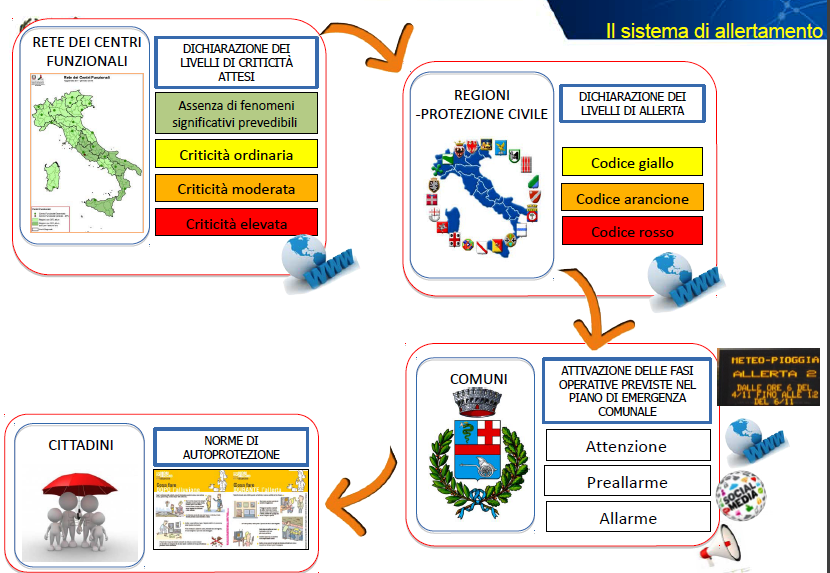 Il sistema di allertamento
RETE DEI CENTRI
FUNZIONALI
Rete dei Centri Funzionali
DICHIARAZIONE DEI
LIVELLI DI CRITICITÀ
ATTESI
Assenza di fenomeni
significativi prevedibili
Criticità ordinaria
Criticità moderata
Criticità elevata
www
REGIONI
-PROTEZIONE CIVILE
DICHIARAZIONE DEI
LIVELLI DI ALLERTA
Codice giallo
Codice arancione
Codice rosso
www
COMUNI
ATTIVAZIONE DELLE FASI
OPERATIVE PREVISTE NEL
PIANO DI EMERGENZA
COMUNALE
Attenzione
Preallarme
Allarme
METEO-PIOGGIA
ALLERTA 2
DALLE ORE 6 DEL
4/11 FINO ALLE 12
DEL 6/11
www
SOCIAL
MEDIA
CITTADINI
NORME DI
AUTOPROTEZIONE
Cosa fare
Cosa fare